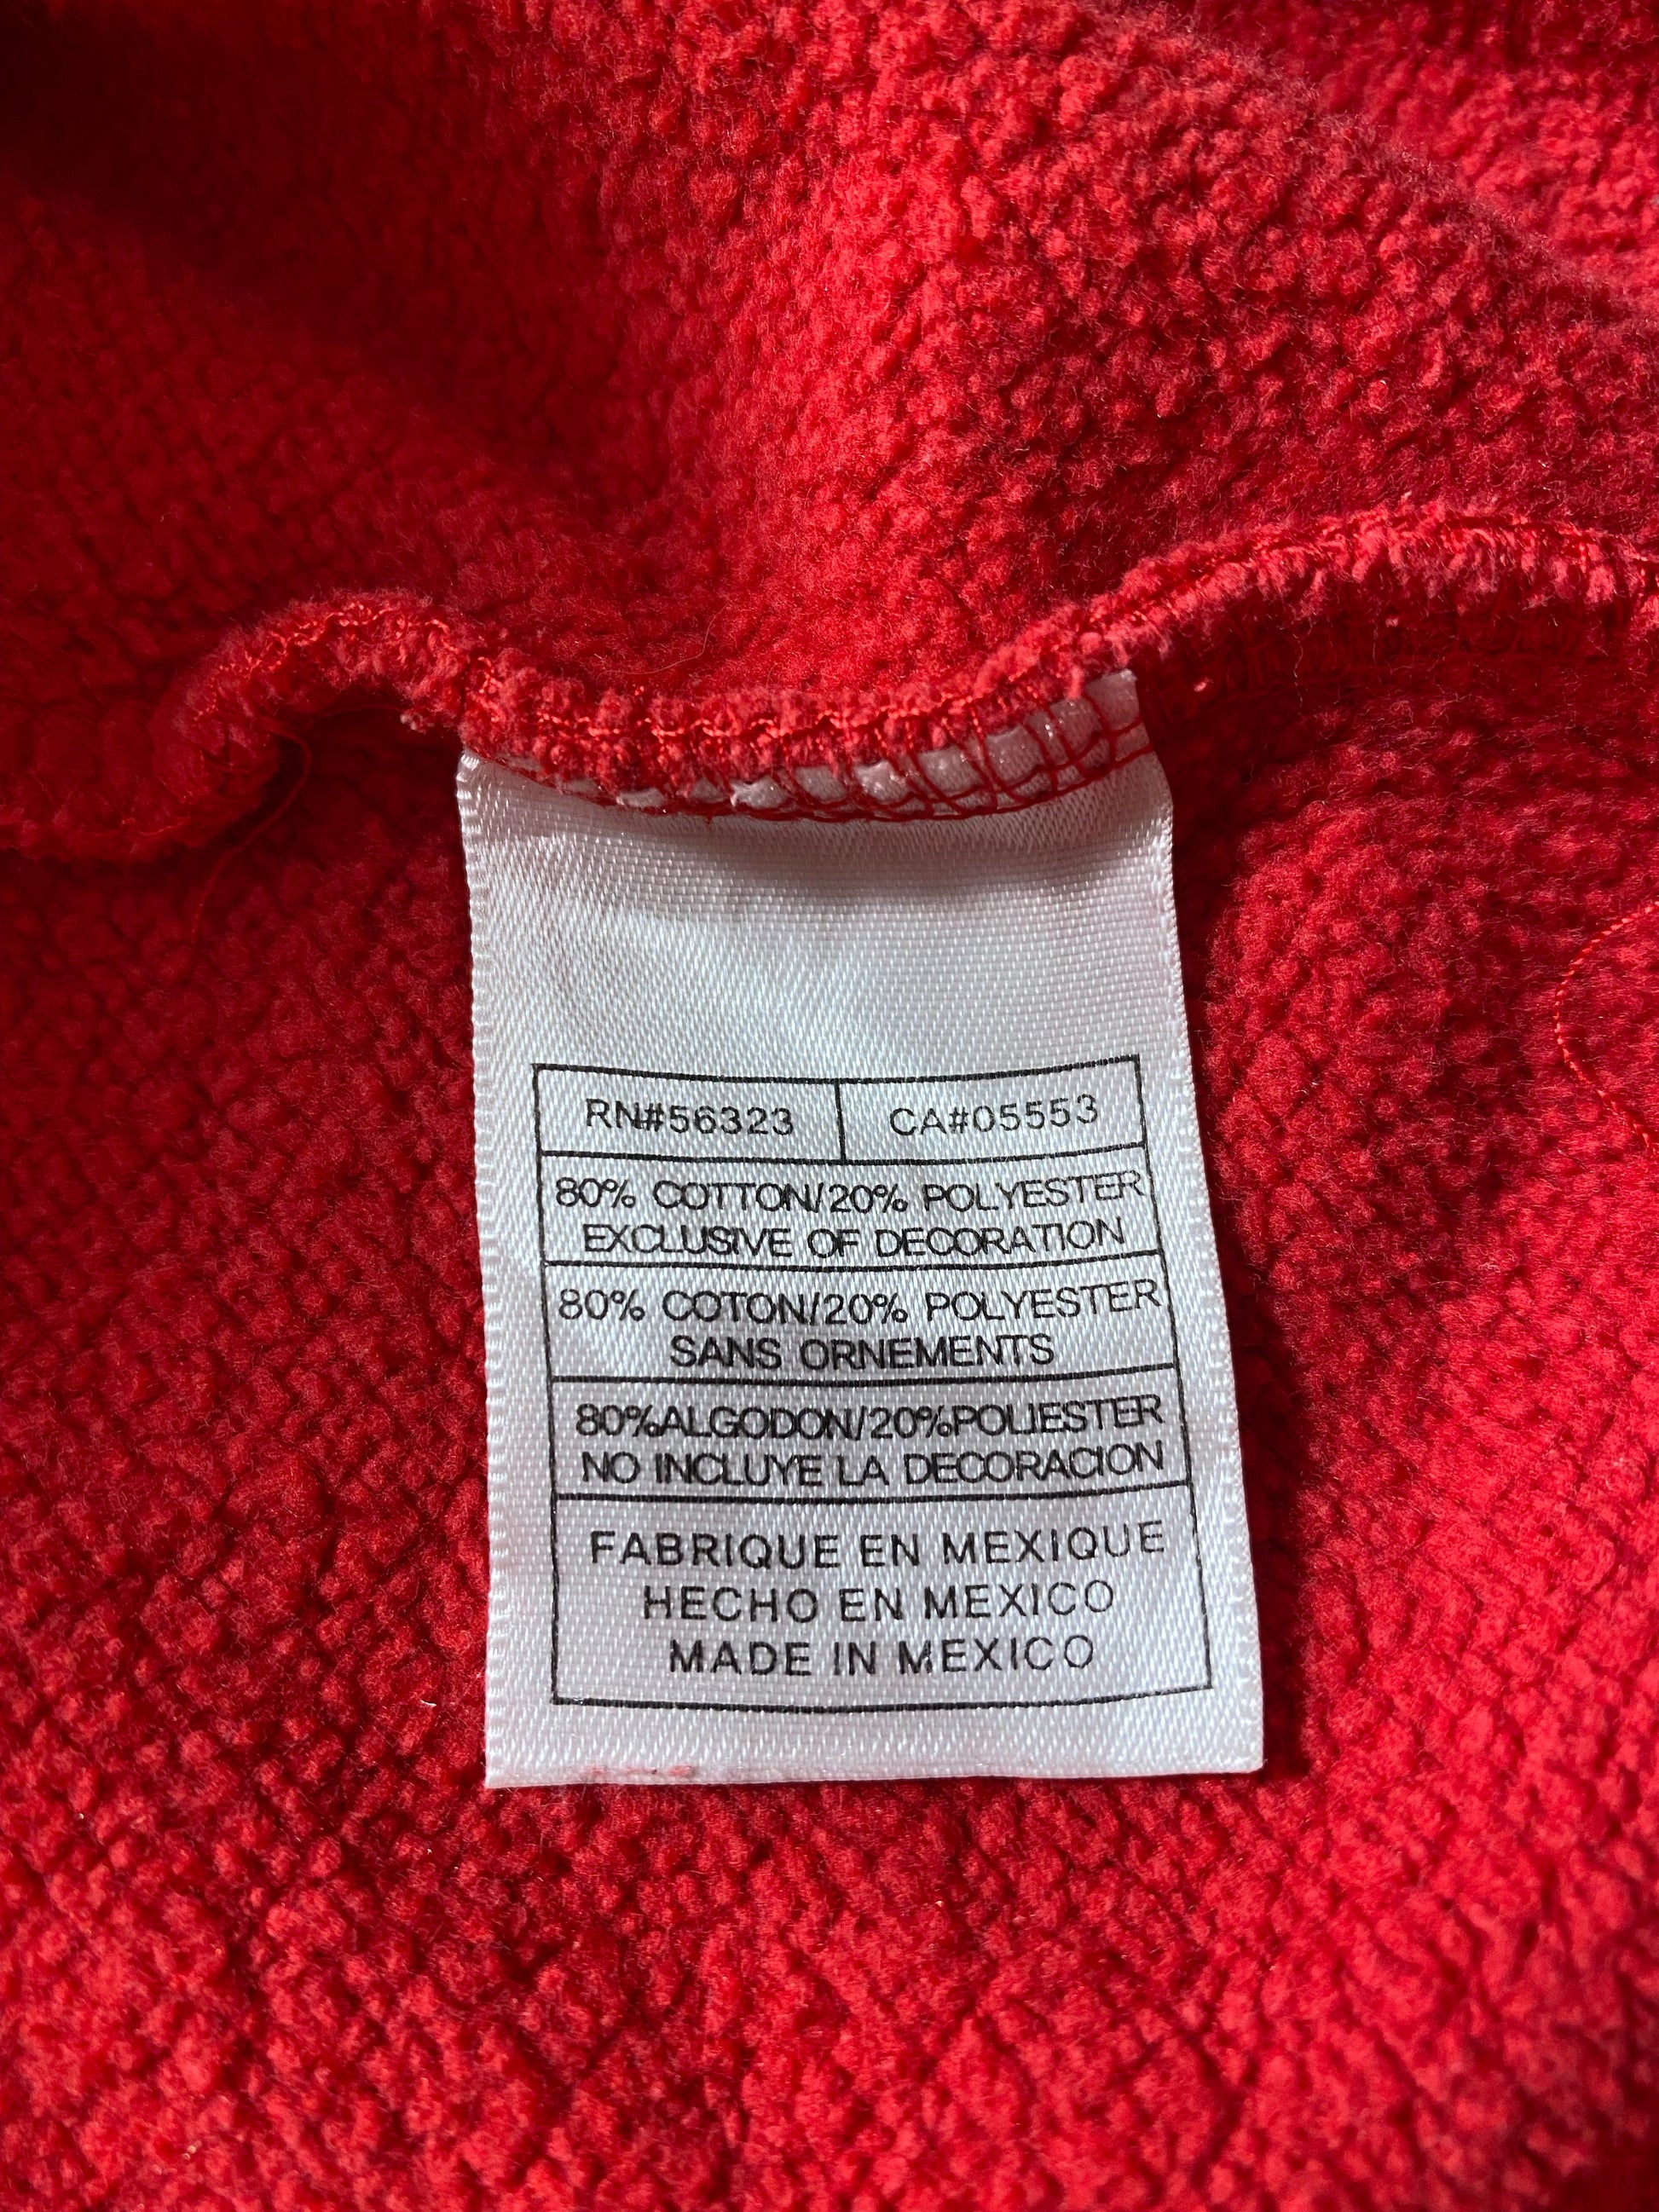 RN#56323 CA#05553
80% COTTON/20% POLYESTER
EXCLUSIVE OF DECORATION
80% COTON/20% POLYESTER
SANS ORNEMENTS
80%ALGODON/20%POLIESTER
NO INCLUYE LA DECORACION
FABRIQUE EN MEXIQUE
HECHO EN MEXICO
MADE IN MEXICO